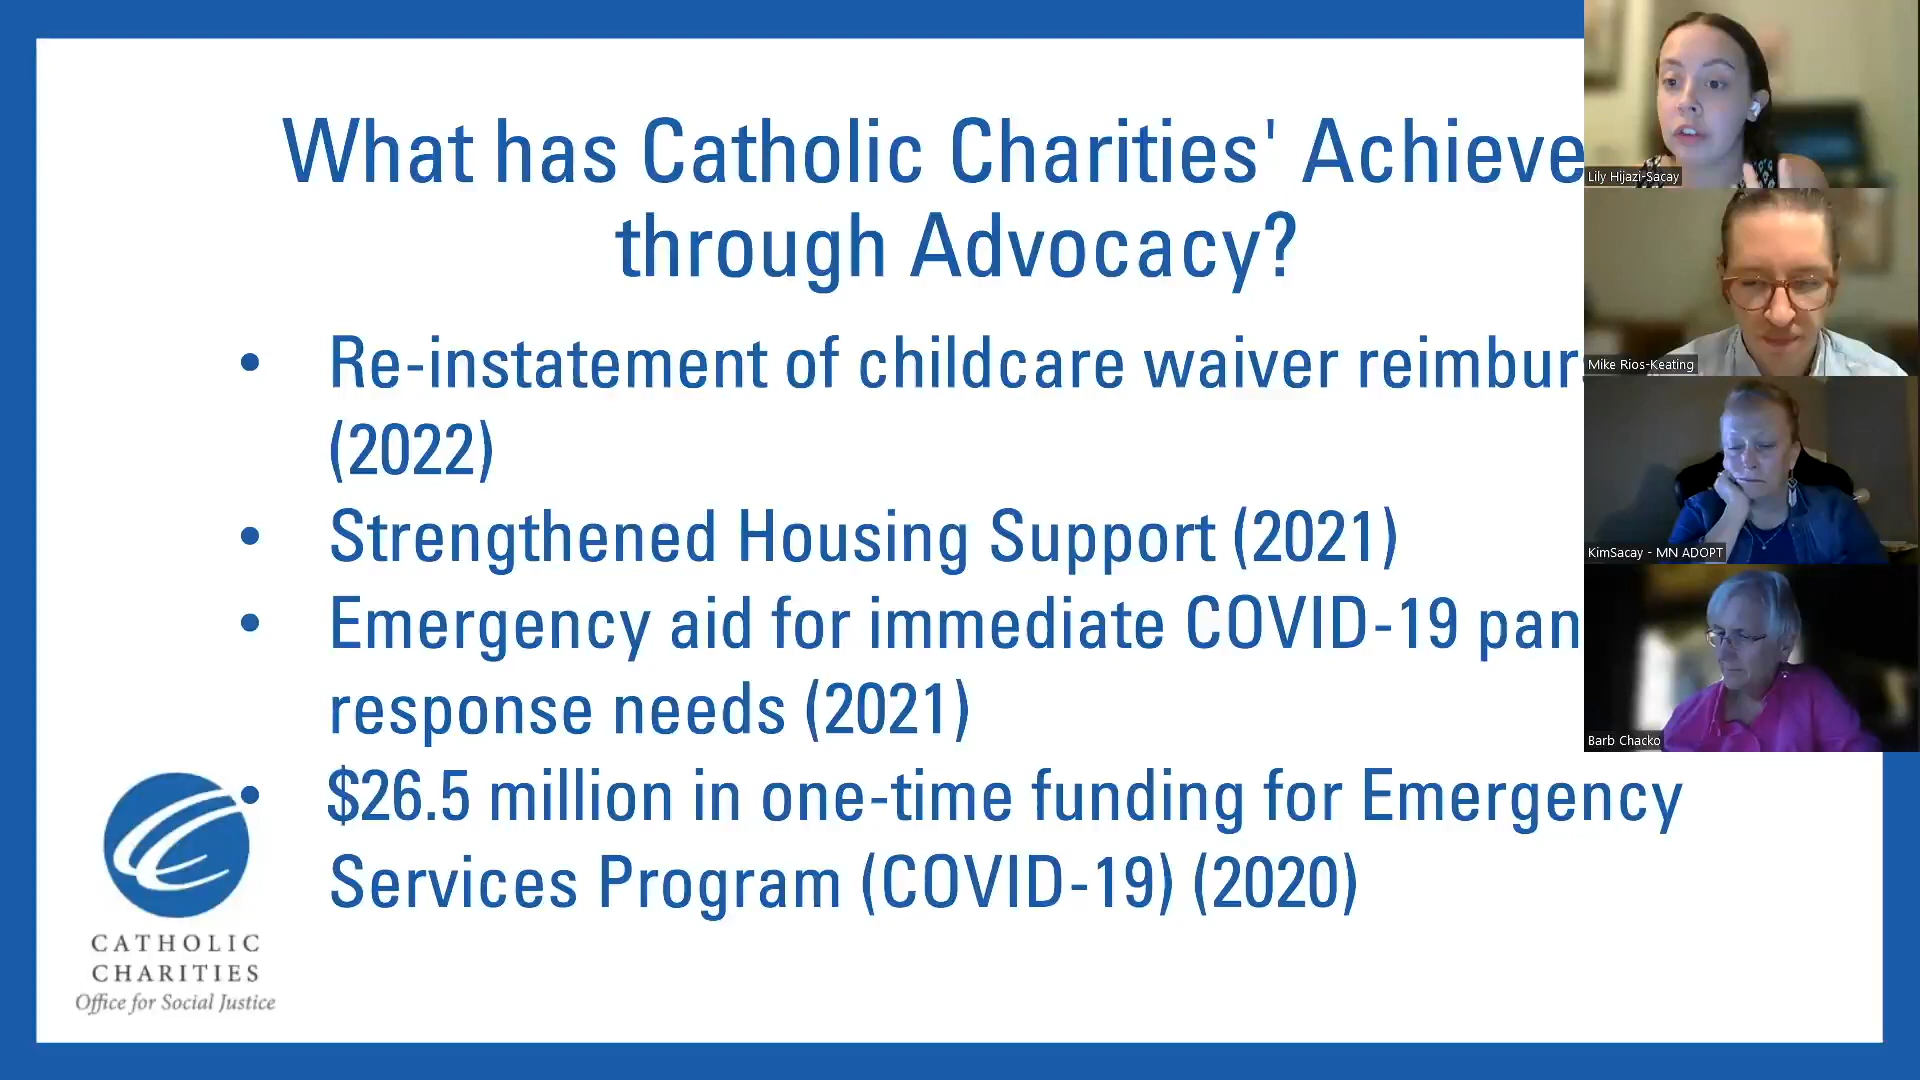 What has Catholic Charities' Achieve
through Advocacy?
• Re-instatement of childcare waiver reimbur
(2022)
• Strengthened Housing Support (2021)
• Emergency aid for immediate COVID-19 pan
response needs (2021)
• $26.5 million in one-time funding for Emergency
Services Program (COVID-19) (2020)
CATHOLIC
CHARITIES
Office for Social Justice
Lily Hijazi-Sacay
Mike Rios-Keating
KimSacay - MN ADOPT
Barb Chacko